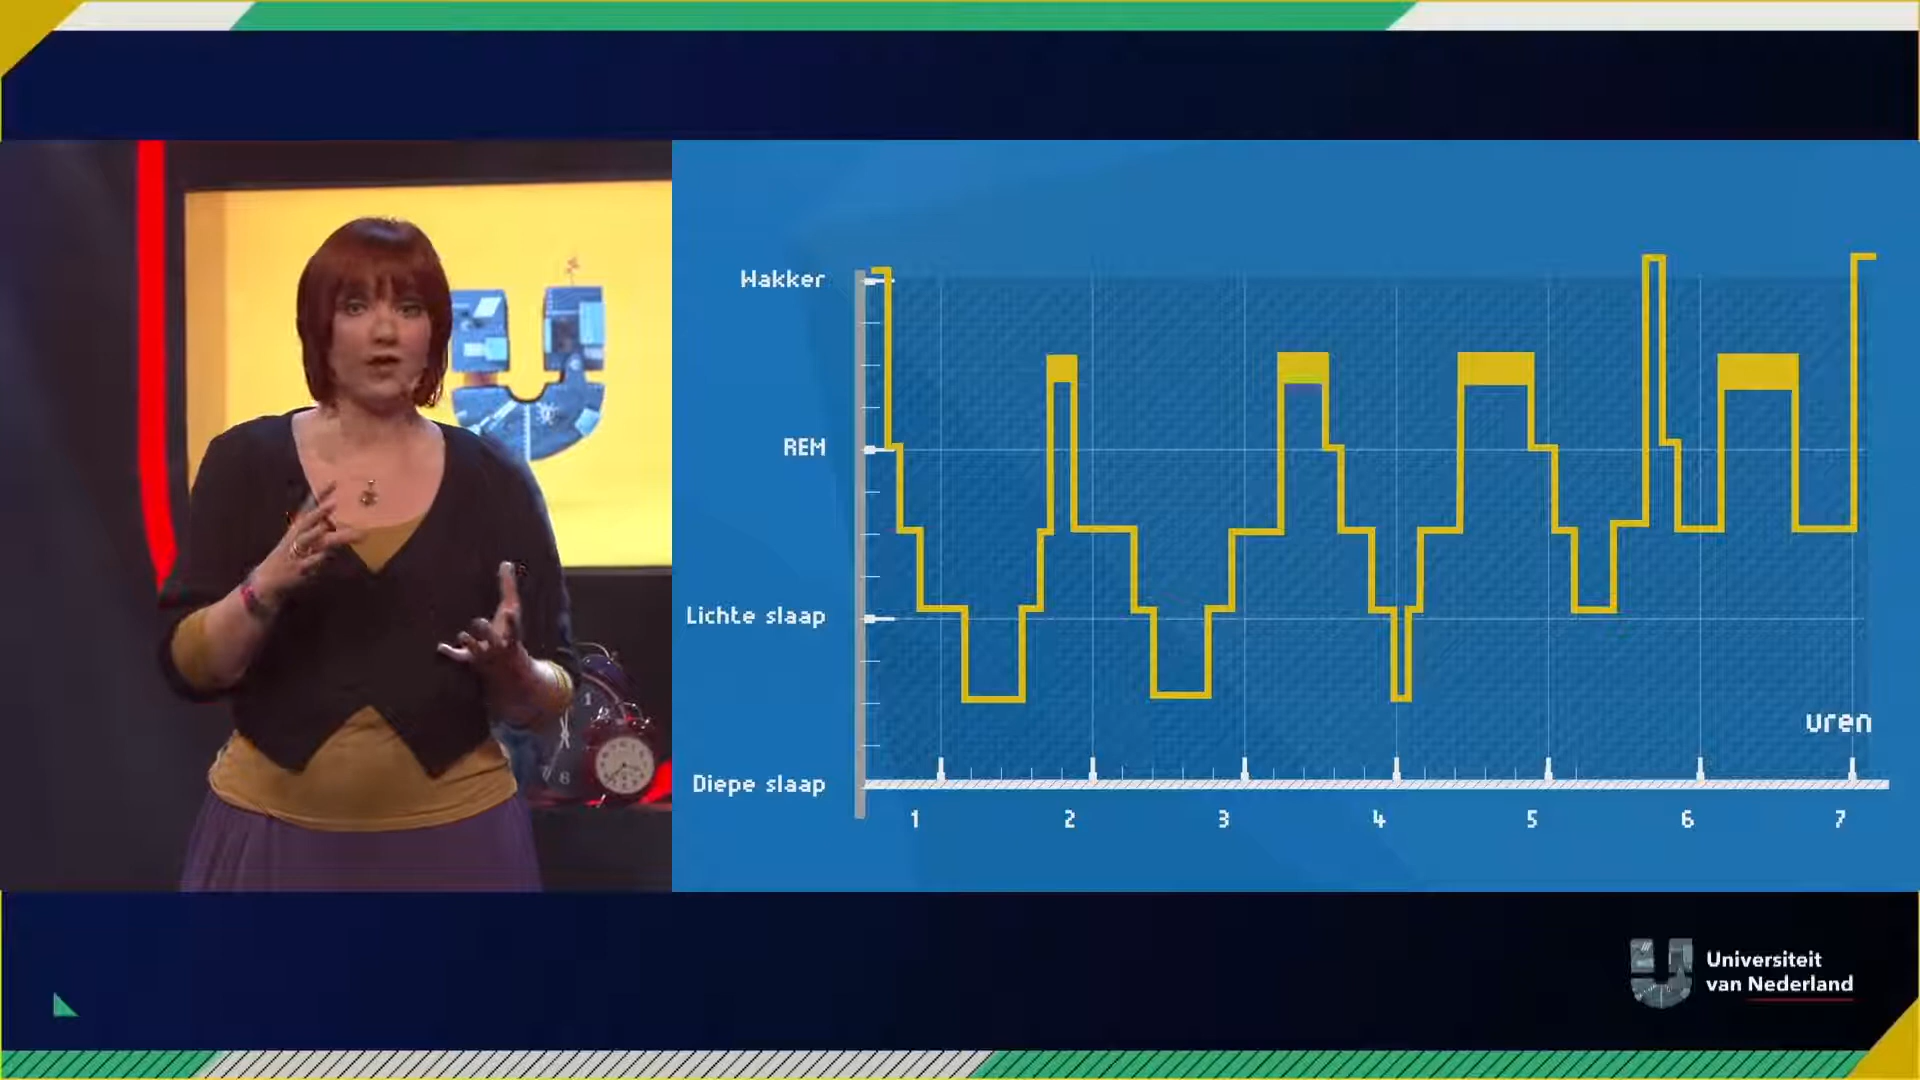 Wakker
REM
Lichte slaap
Diepe slaap
uren
1 2 3 4 5 6 7
Universiteit
van Nederland